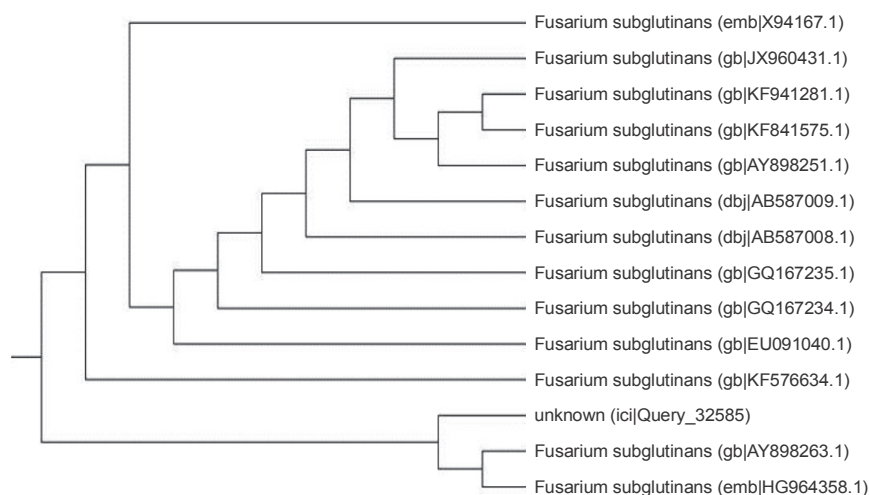 Fusarium subglutinans (emb|X94167.1)
Fusarium subglutinans (gb|JX960431.1)
Fusarium subglutinans (gb|KF941281.1)
Fusarium subglutinans (gb|KF841575.1)
Fusarium subglutinans (gb|AY898251.1)
Fusarium subglutinans (dbj|AB587009.1)
Fusarium subglutinans (dbj|AB587008.1)
Fusarium subglutinans (gb|GQ167235.1)
Fusarium subglutinans (gb|GQ167234.1)
Fusarium subglutinans (gb|EU091040.1)
Fusarium subglutinans (gb|KF576634.1)
unknown (ici|Query_32585)
Fusarium subglutinans (gb|AY898263.1)
Fusarium subglutinans (emb|HG964358.1)